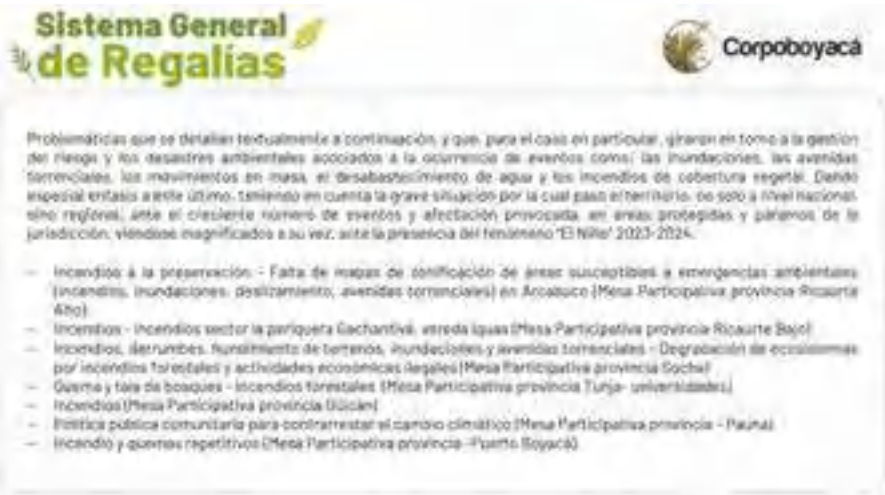 Sistema General
de Regalías
Corpoboyacá
Problemáticas que se detallan textualmente a continuación, y que, para el caso en particular, giraron en torno a la gestión
del riesgo y los desastres ambientales asociados a la ocurrencia de eventos como: las inundaciones, las avenidas
torrenciales, los movimientos en masa, el desabastecimiento de agua y los incendios de cobertura vegetal. Dando
especial énfasis a este último, teniendo en cuenta la grave situación por la cual paso el territorio, no solo a nivel nacional,
sino regional, ante el creciente número de eventos y afectación provocada, en áreas protegidas y páramos de la
jurisdicción, viéndose magnificados a su vez, ante la presencia del fenómeno "El Niño" 2023-2024.
– Incendios a la preservación - Falta de mapas de zonificación de áreas susceptibles a emergencias ambientales
(incendios, inundaciones, deslizamiento, avenidas torrenciales) en Arcabuco (Mesa Participativa provincia Ricaurte
Alto)
– Incendios - Incendios sector la periquera Gachantivá, vereda Iguas (Mesa Participativa provincia Ricaurte Bajo)
– Incendios, derrumbes, hundimiento de terrenos, inundaciones y avenidas torrenciales - Degradación de ecosistemas
por incendios forestales y actividades económicas ilegales (Mesa Participativa provincia Socha)
– Quema y tala de bosques - Incendios forestales (Mesa Participativa provincia Tunja- universidades)
– Incendios (Mesa Participativa provincia Güicán)
– Política pública comunitaria para contrarrestar el cambio climático (Mesa Participativa provincia - Pauna)
– Incendio y quemas repetitivos (Mesa Participativa provincia -Puerto Boyacá)